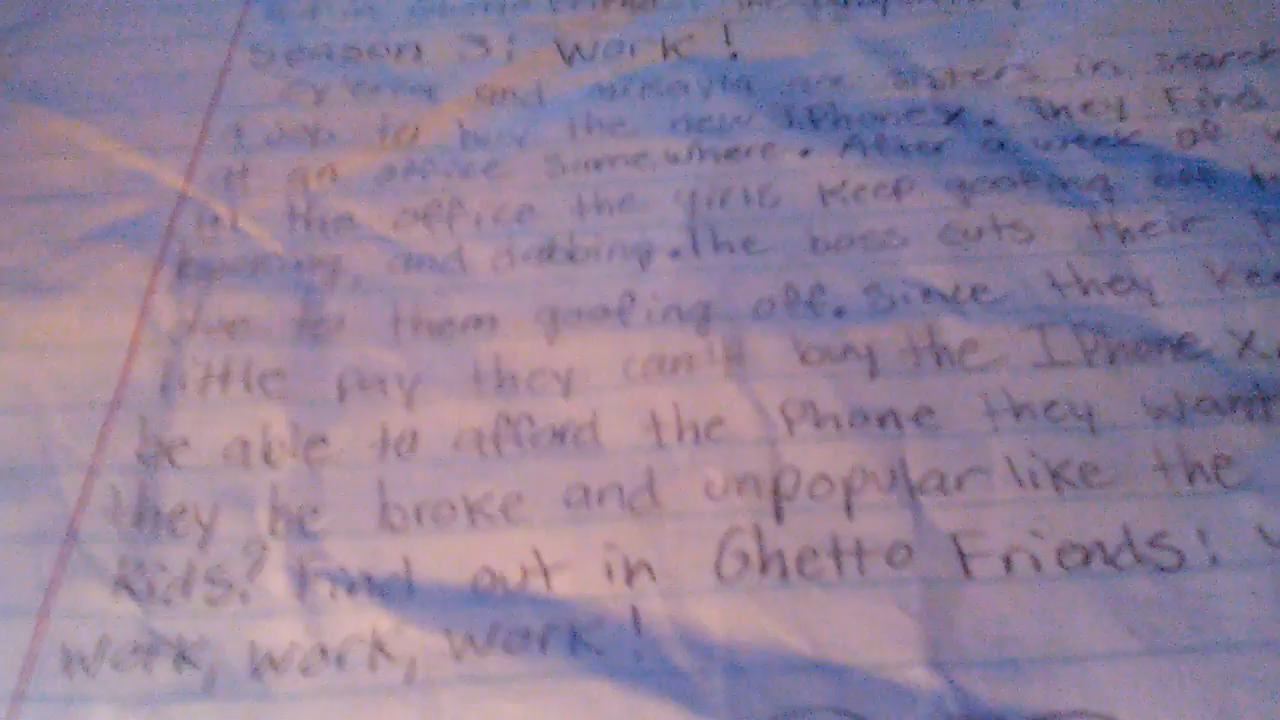 Season 3: Work!
and are sisters in search
to buy the new IPhone X. They find
at an office somewhere. After a week of
at the office the girls keep goofing off
and dabbing. The boss cuts their
due to them goofing off. Since they
little pay they can't buy the IPhone X.
be able to afford the phone they want
they be broke and unpopular like the
kids? Find out in Ghetto Friends:
work, work, work!